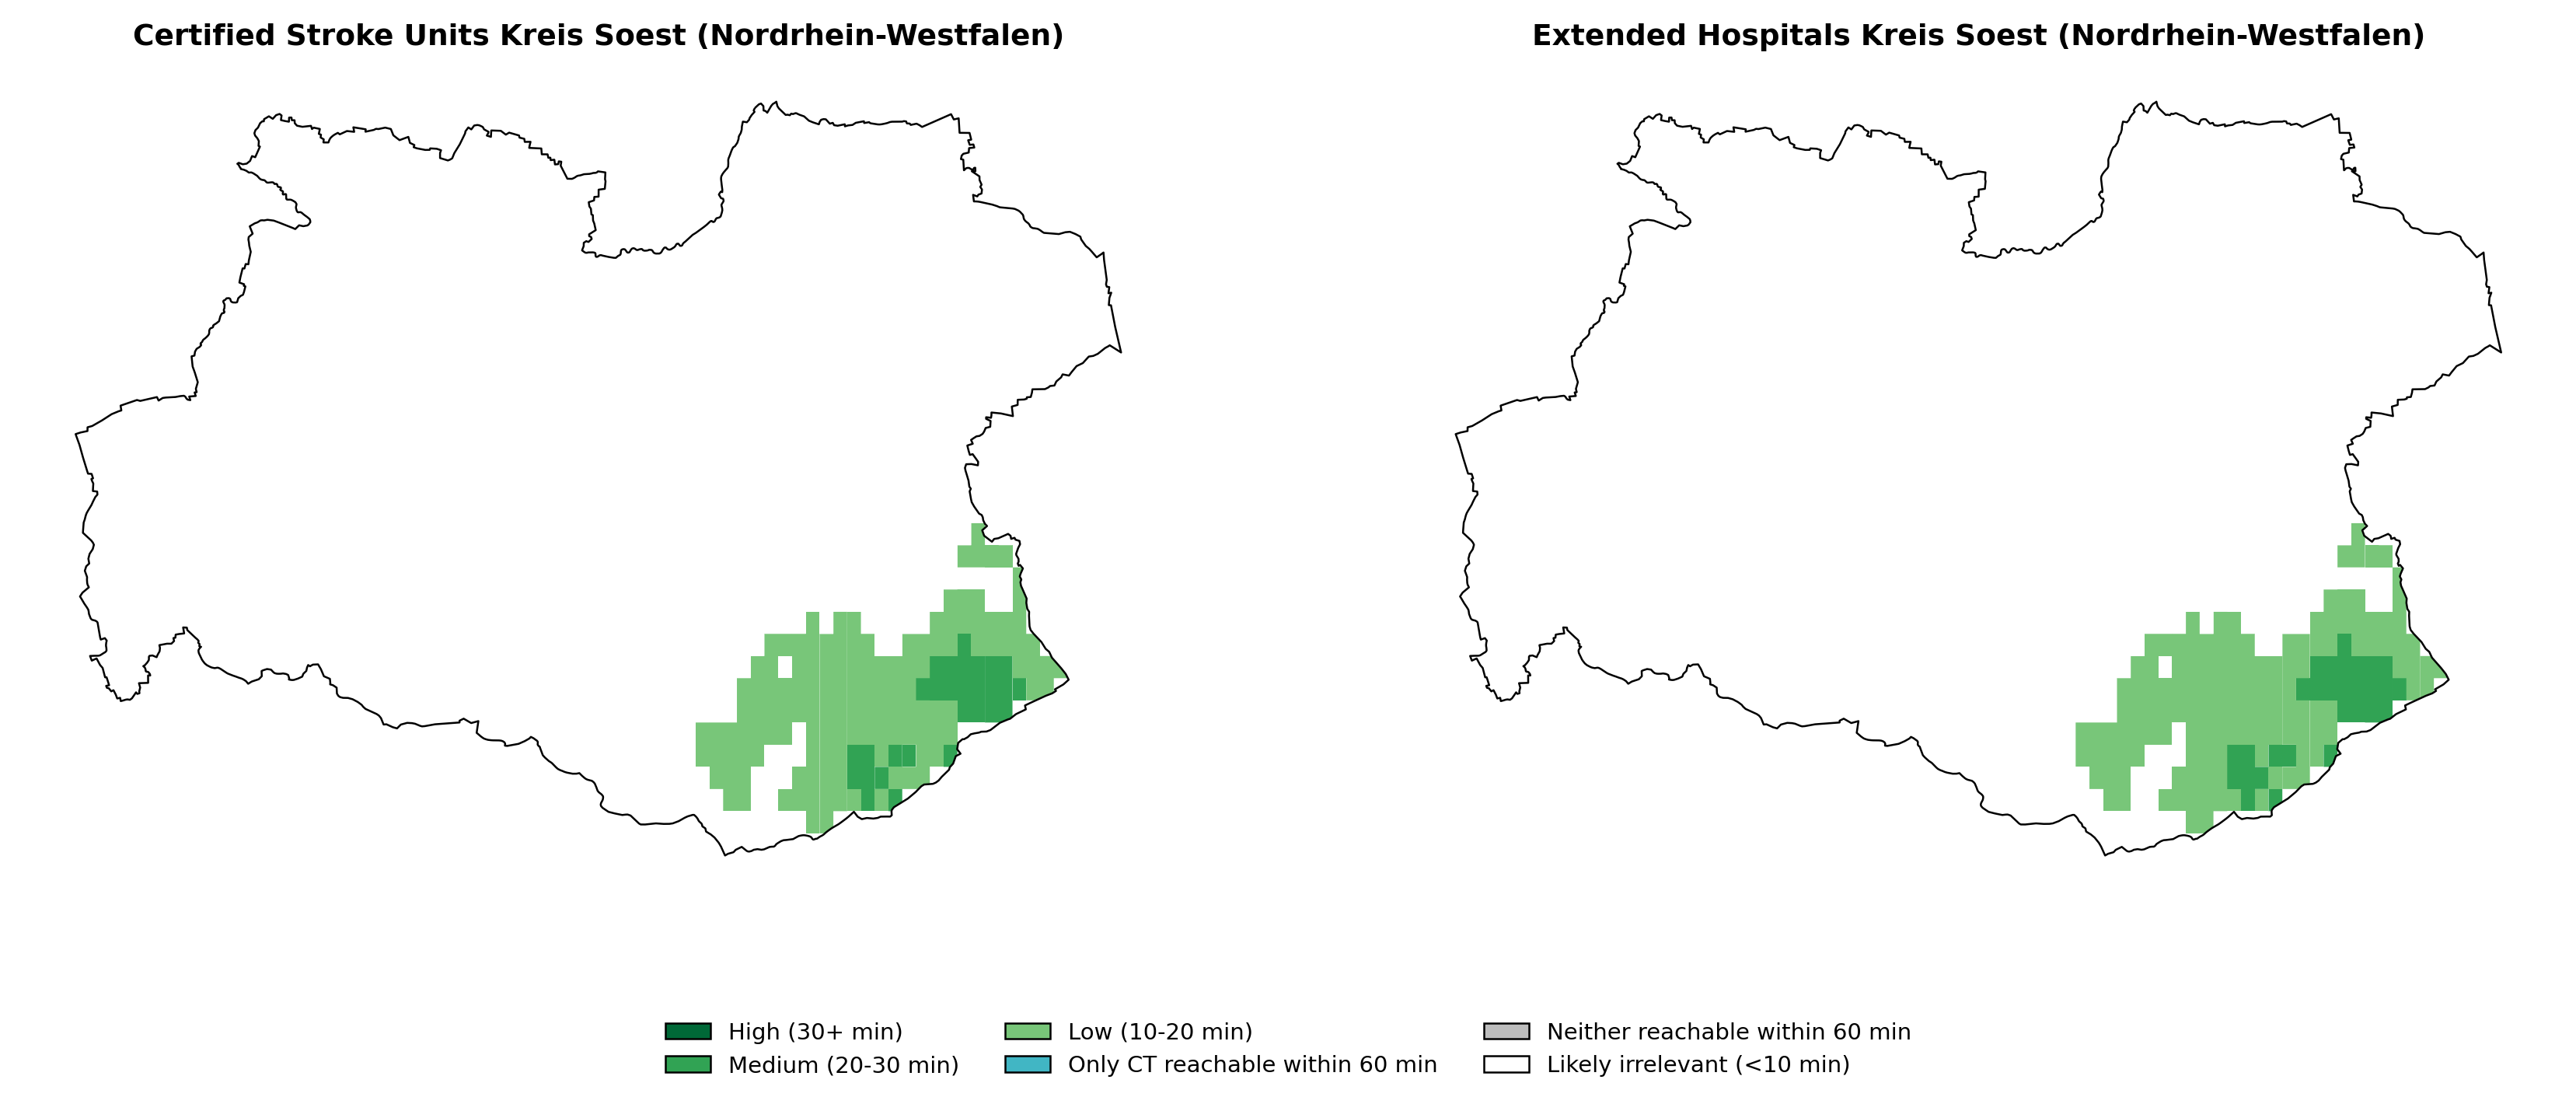 Certified Stroke Units Kreis Soest (Nordrhein-Westfalen)
Extended Hospitals Kreis Soest (Nordrhein-Westfalen)
High (30+ min)
Medium (20-30 min)
Low (10-20 min)
Only CT reachable within 60 min
Neither reachable within 60 min
Likely irrelevant (<10 min)